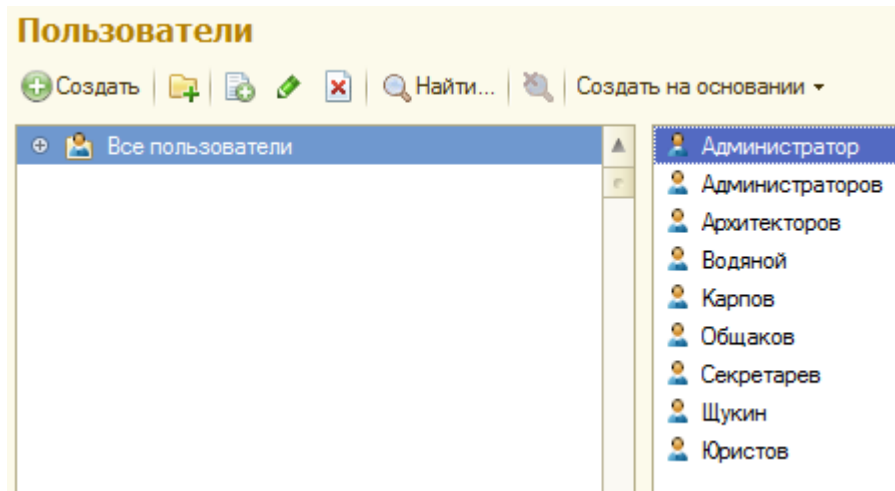 Пользователи
Создать Найти... Создать на основании
Все пользователи
Администратор
Администраторов
Архитекторов
Водяной
Карпов
Общаков
Секретарев
Щукин
Юристов